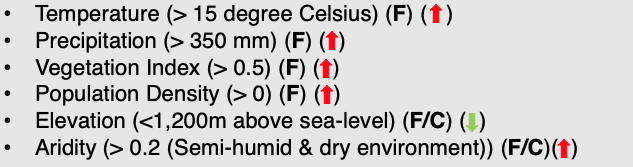 • Temperature (> 15 degree Celsius) (F) (⬆)
• Precipitation (> 350 mm) (F) (⬆)
• Vegetation Index (> 0.5) (F) (⬆)
• Population Density (> 0) (F) (⬆)
• Elevation (<1,200m above sea-level) (F/C) (⬇)
• Aridity (> 0.2 (Semi-humid & dry environment)) (F/C)(⬆)